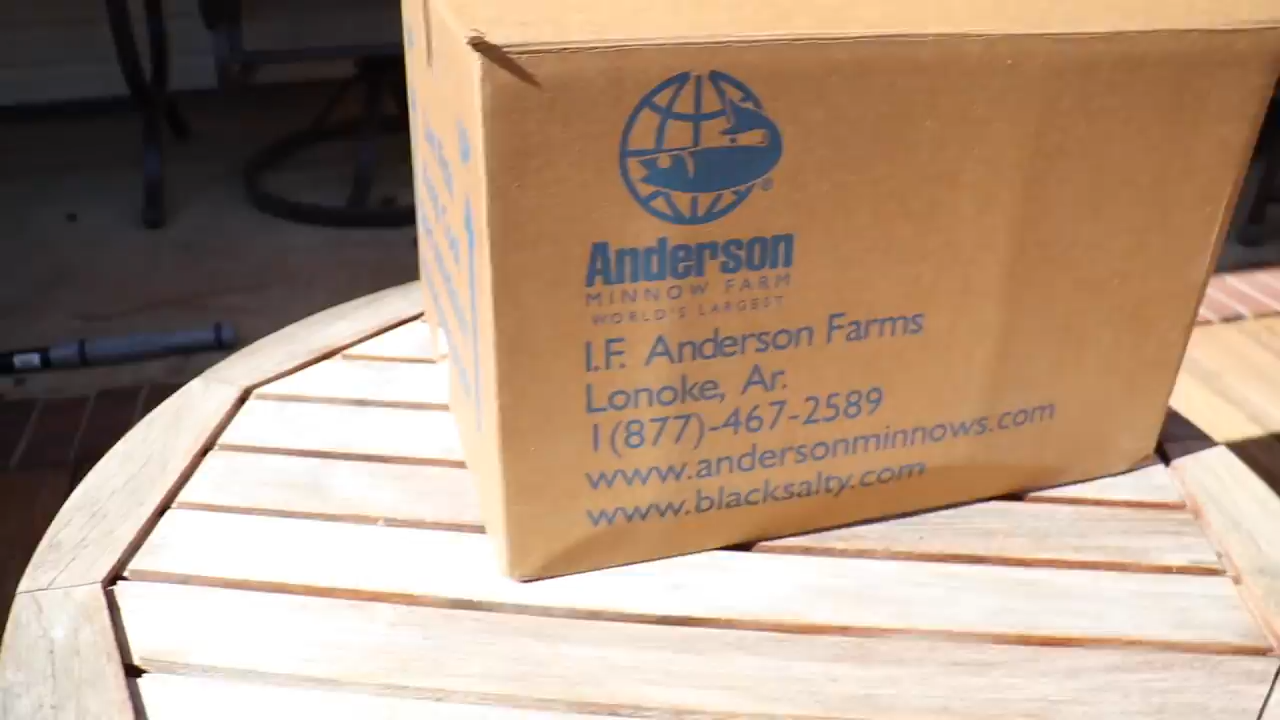 Anderson
MINNOW FARM
WORLD'S LARGEST
I.F. Anderson Farms
Lonoke, Ar.
1(877)-467-2589
www.andersonminnows.com
www.blacksalty.com